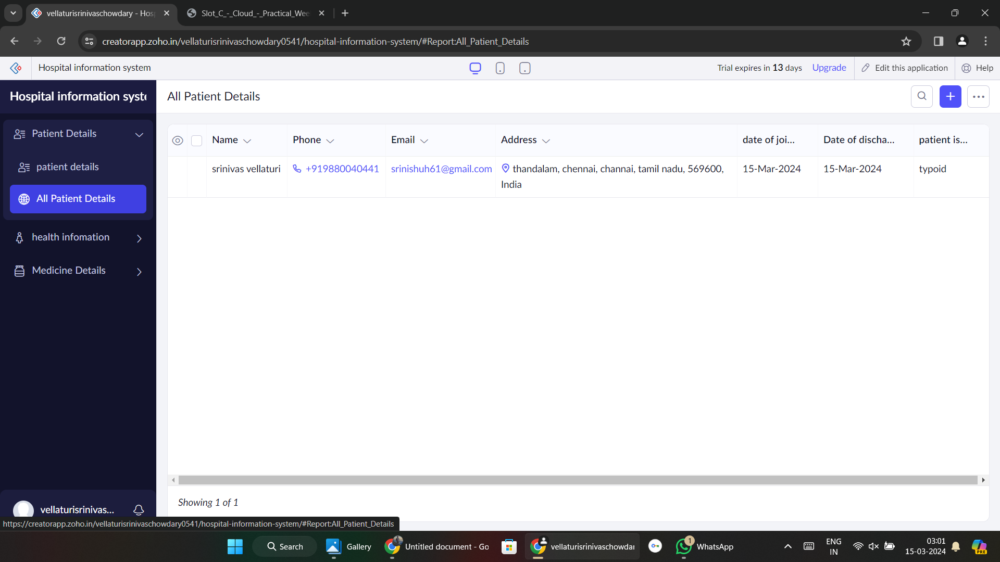 vellaturisrinivaschowdary - Hos
Slot_C_-_Cloud_-_Practical_Wee
creatorapp.zoho.in/vellaturisrinivaschowdary0541/hospital-information-system/#Report:All_Patient_Details
Hospital information system
Trial expires in 13 days
Upgrade
Edit this application
Help
Hospital information syste
All Patient Details
Patient Details
patient details
All Patient Details
health infomation
Medicine Details
Name
Phone
Email
Address
date of joi...
Date of discha...
patient is...
srinivas vellaturi
+919880040441
srinishuh61@gmail.com
thandalam, chennai, channai, tamil nadu, 569600,
India
15-Mar-2024
15-Mar-2024
typoid
Showing 1 of 1
vellaturisrinivas...
https://creatorapp.zoho.in/vellaturisrinivaschowdary0541/hospital-information-system/#Report:All_Patient_Details
Search
Gallery
Untitled document - Go
vellaturisrinivaschowdar
1
WhatsApp
ENG
IN
03:01
15-03-2024
PRE